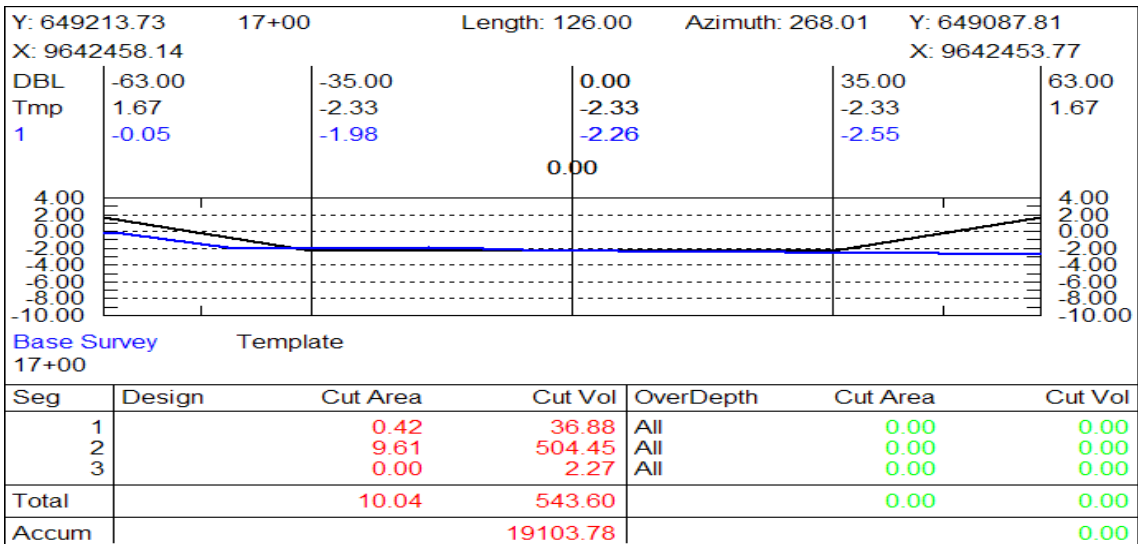 Y: 649213.73 17+00 Length: 126.00 Azimuth: 268.01 Y: 649087.81
X: 9642458.14 X: 9642453.77
DBL -63.00 -35.00 0.00 35.00 63.00
Tmp 1.67 -2.33 -2.33 -2.33 1.67
1 -0.05 -1.98 -2.26 -2.55
0.00
4.00 4.00
2.00 2.00
0.00 0.00
-2.00 -2.00
-4.00 -4.00
-6.00 -6.00
-8.00 -8.00
-10.00 -10.00
Base Survey Template
17+00
Seg Design Cut Area Cut Vol OverDepth Cut Area Cut Vol
1 0.42 36.88 All 0.00 0.00
2 9.61 504.45 All 0.00 0.00
3 0.00 2.27 All 0.00 0.00
Total 10.04 543.60 0.00 0.00
Accum 19103.78 0.00